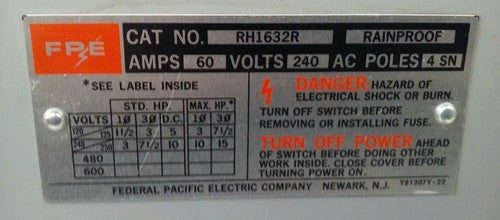 FPE
CAT NO. RH1632R RAINPROOF
AMPS 60 VOLTS 240 AC POLES 4 SN
*SEE LABEL INSIDE
STD. HP. MAX. HP.*
VOLTS 1Ø 3Ø D.C. 1Ø 3Ø
120 125 1 1/2 3 5 3 7 1/2
240 250 3 7 1/2 10 10 15
480
600
DANGER HAZARD OF
ELECTRICAL SHOCK OR BURN.
TURN OFF SWITCH BEFORE
REMOVING OR INSTALLING FUSE.
TURN OFF POWER AHEAD
OF SWITCH BEFORE DOING OTHER
WORK INSIDE. CLOSE COVER BEFORE
TURNING POWER ON.
FEDERAL PACIFIC ELECTRIC COMPANY NEWARK, N.J. Y81207Y-22